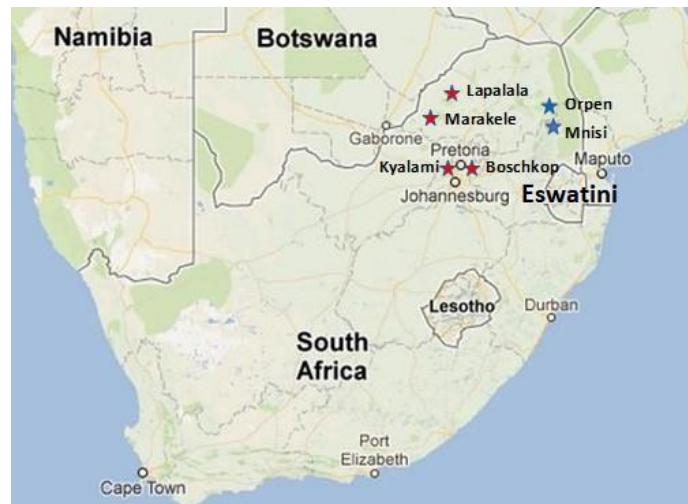 Namibia
Botswana
Lapalala
Orpen
Marakele
Mnisi
Gaborone
Pretoria
Maputo
Kyalami
Boschkop
Johannesburg
Eswatini
Lesotho
Durban
South
Africa
Port
Elizabeth
Cape Town